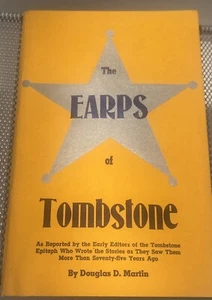 The
EARPS
of
Tombstone
As Reported by the Early Editors of the Tombstone
Epitaph Who Wrote the Stories as They Saw Them
More Than Seventy-five Years Ago
By Douglas D. Martin